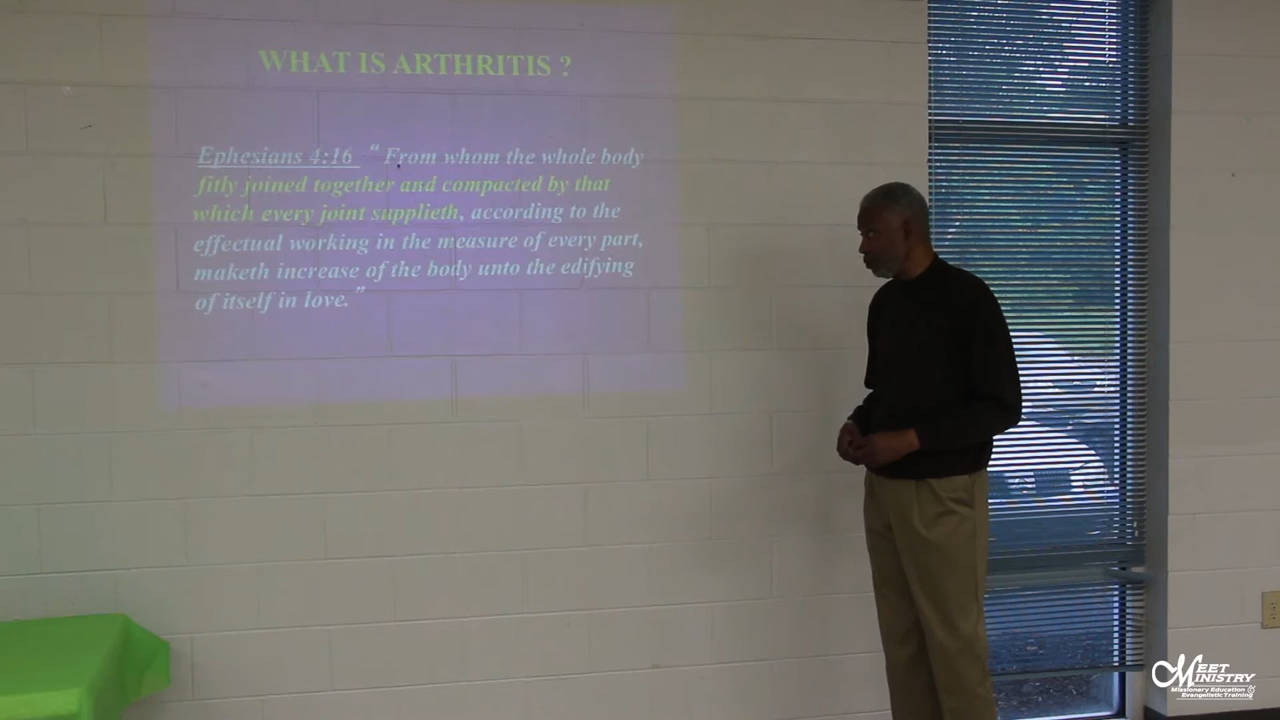 WHAT IS ARTHRITIS ?
Ephesians 4:16 “ From whom the whole body
fitly joined together and compacted by that
which every joint supplieth, according to the
effectual working in the measure of every part,
maketh increase of the body unto the edifying
of itself in love.”
MEET
MINISTRY
Missionary Education &
Evangelistic Training